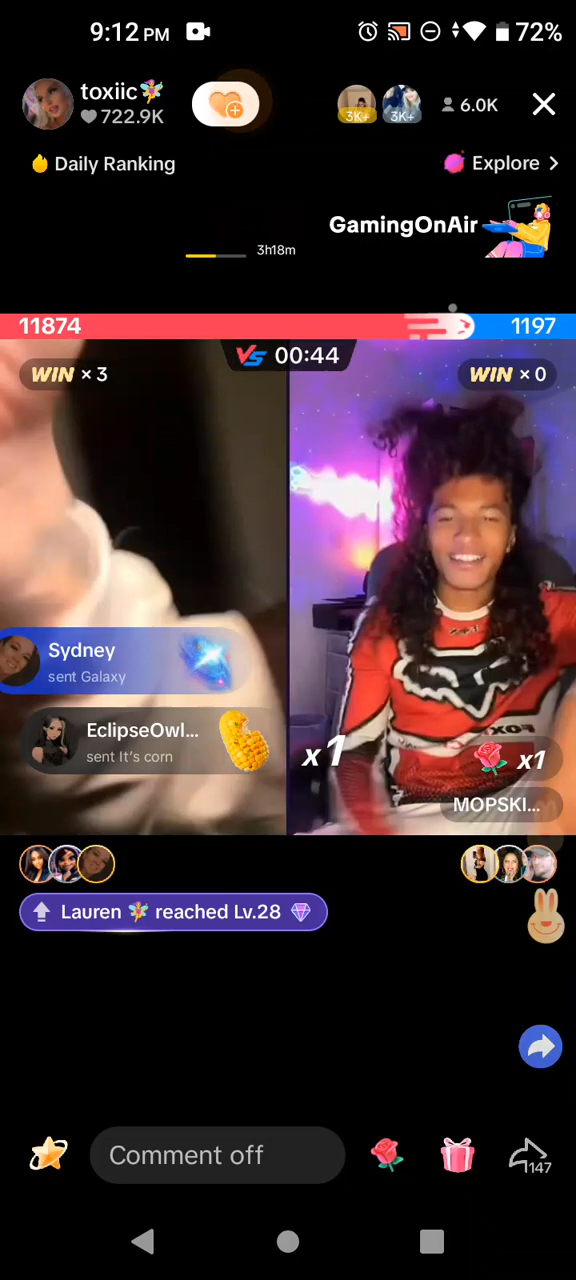 9:12 PM
72%
toxiic🧚
722.9K
3K+
3K+
6.0K
Daily Ranking
Explore >
GamingOnAir
3h18m
11874
1197
VS 00:44
WIN × 3
WIN × 0
Sydney
sent Galaxy
EclipseOwl...
sent It's corn
x1
x1
FOX
MOPSKI...
Lauren 🧚 reached Lv.28
Comment off
147